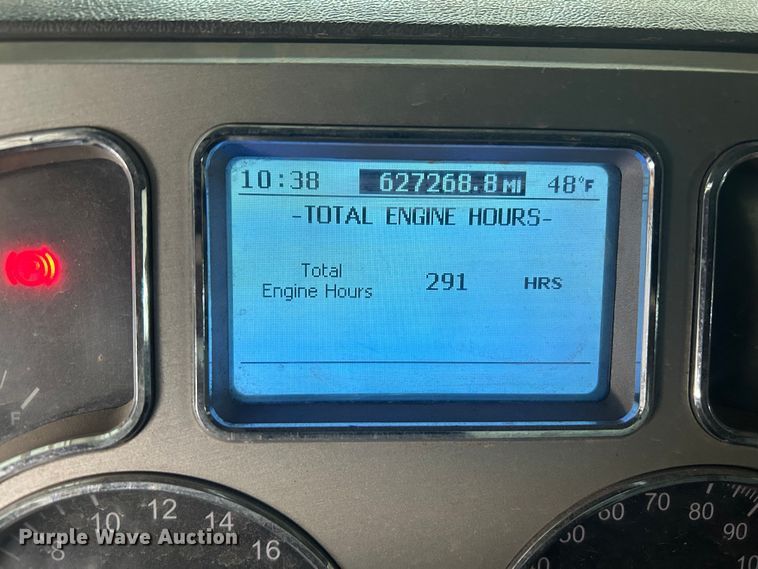 10:38 627268.8 MI 48°F
-TOTAL ENGINE HOURS-
Total
Engine Hours 291 HRS
F
8 10 12 14 16
60 70 80 90
Purple Wave Auction